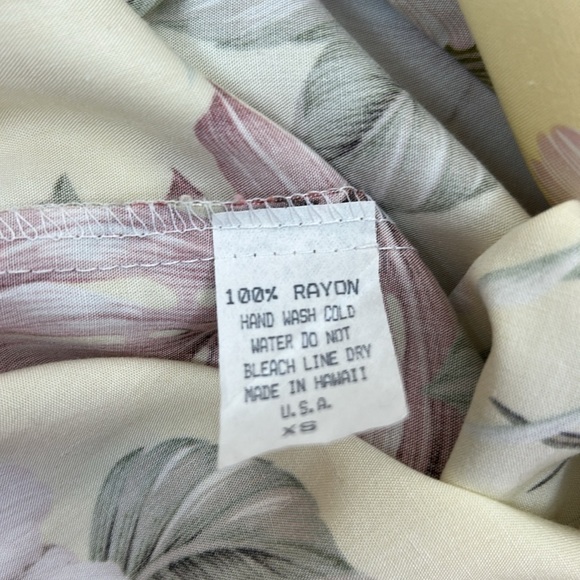 100% RAYON
HAND WASH COLD
WATER DO NOT
BLEACH LINE DRY
MADE IN HAWAII
U.S.A.
XS